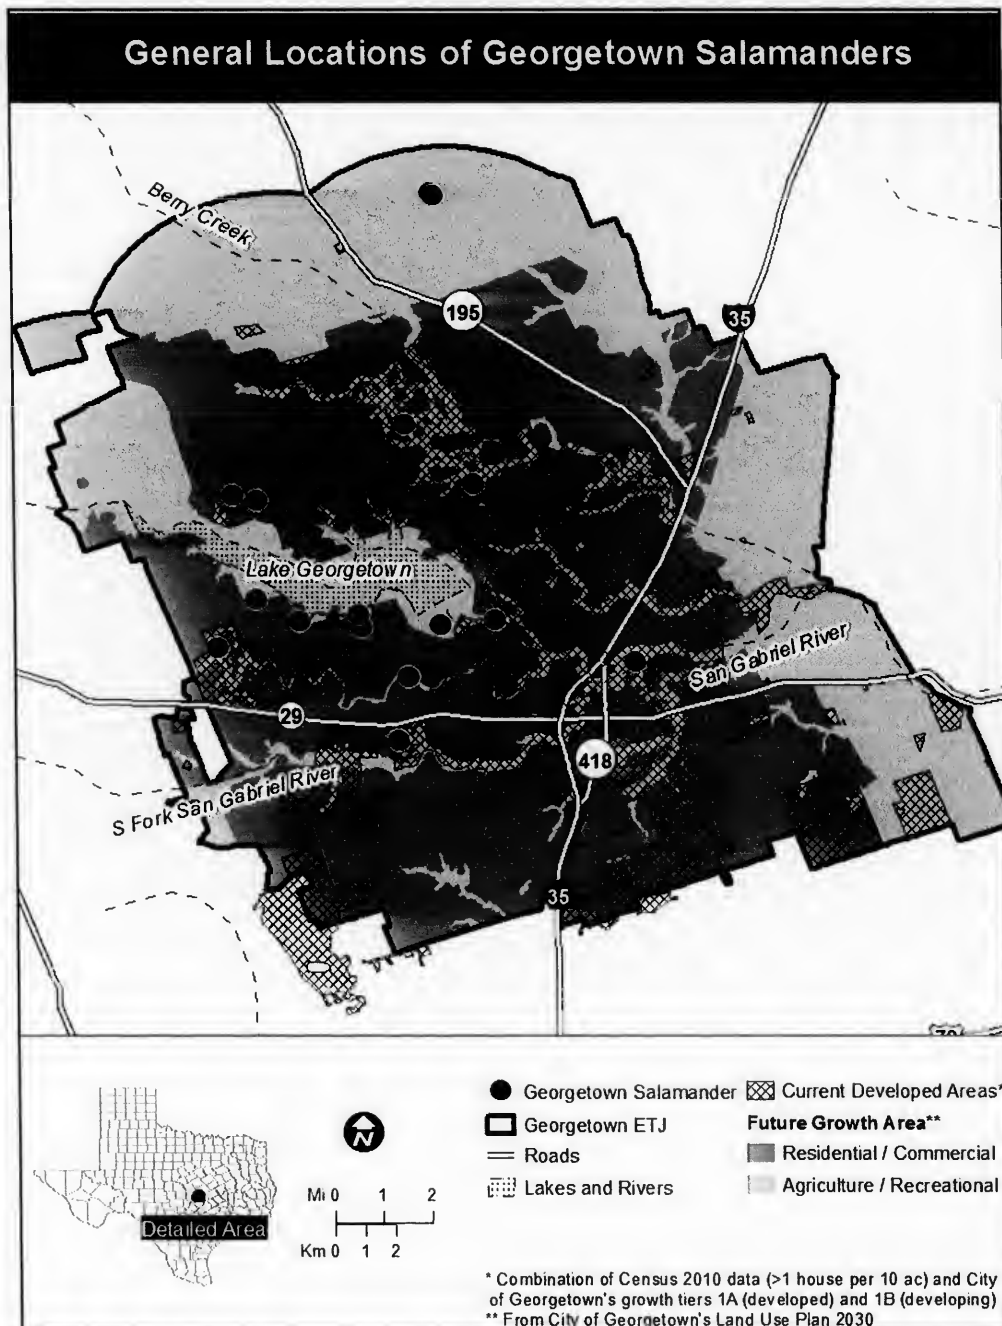 General Locations of Georgetown Salamanders
Berry Creek
195
35
Lake Georgetown
San Gabriel River
29
418
S Fork San Gabriel River
35
Georgetown Salamander
Georgetown ETJ
Roads
Lakes and Rivers
Current Developed Areas*
Future Growth Area**
Residential / Commercial
Agriculture / Recreational
N
Mi 0 1 2
Km 0 1 2
Detailed Area
* Combination of Census 2010 data (>1 house per 10 ac) and City
of Georgetown's growth tiers 1A (developed) and 1B (developing)
** From City of Georgetown's Land Use Plan 2030